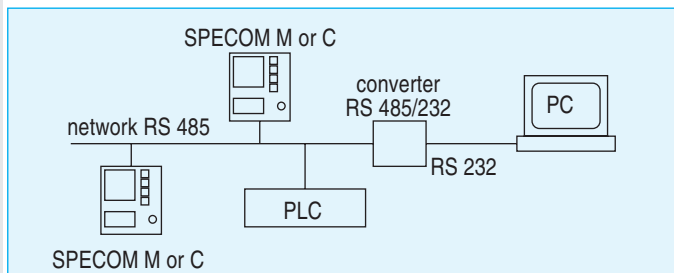 SPECOM M or C
converter
RS 485/232
PC
network RS 485
RS 232
PLC
SPECOM M or C